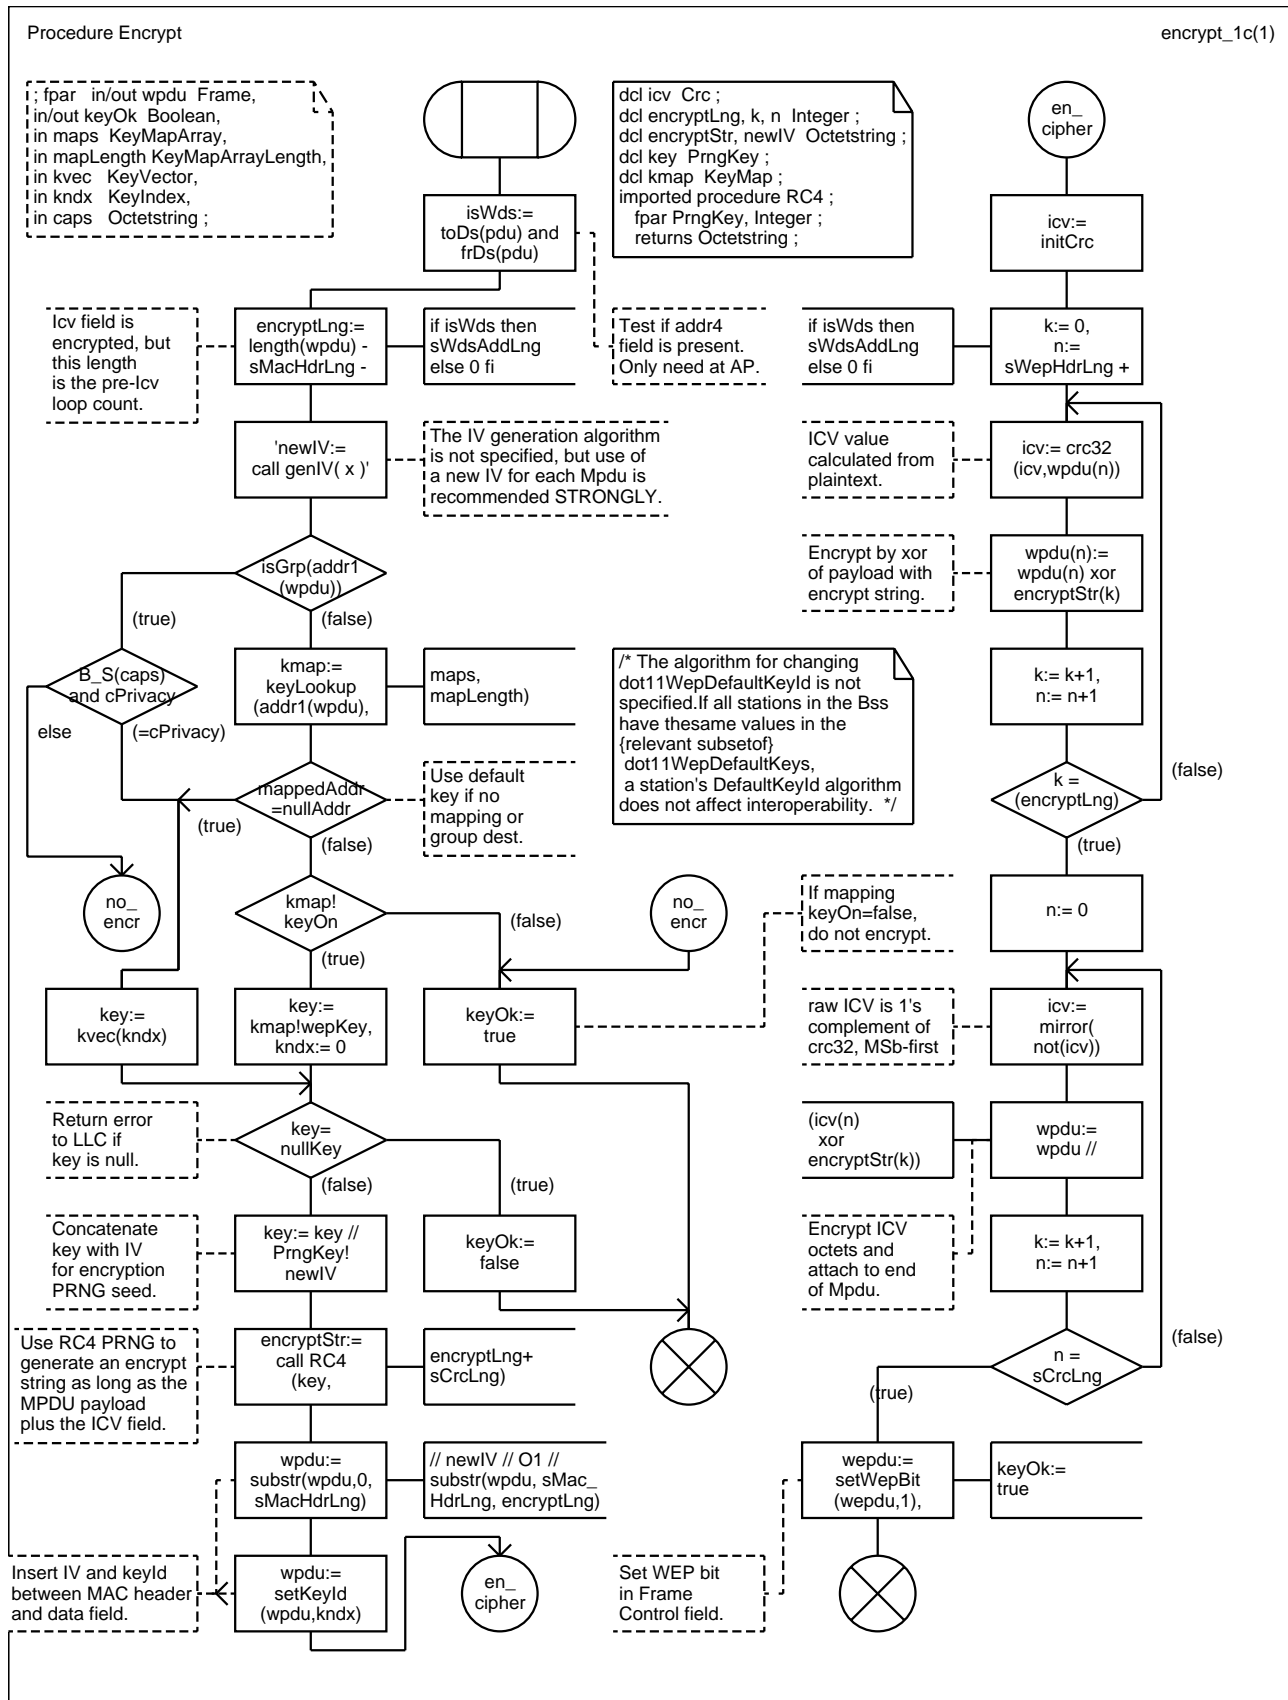 Procedure Encrypt
encrypt_1c(1)
; fpar in/out wpdu Frame,
in/out keyOk Boolean,
in maps KeyMapArray,
in mapLength KeyMapArrayLength,
in kvec KeyVector,
in kndx KeyIndex,
in caps Octetstring ;
dcl icv Crc ;
dcl encryptLng, k, n Integer ;
dcl encryptStr, newIV Octetstring ;
dcl key PrngKey ;
dcl kmap KeyMap ;
imported procedure RC4 ;
fpar PrngKey, Integer ;
returns Octetstring ;
en_
cipher
isWds:=
toDs(pdu) and
frDs(pdu)
icv:=
initCrc
Icv field is
encrypted, but
this length
is the pre-Icv
loop count.
encryptLng:=
length(wpdu) -
sMacHdrLng -
if isWds then
sWdsAddLng
else 0 fi
Test if addr4
field is present.
Only need at AP.
if isWds then
sWdsAddLng
else 0 fi
k:= 0,
n:=
sWepHdrLng +
'newIV:=
call genIV( x )'
The IV generation algorithm
is not specified, but use of
a new IV for each Mpdu is
recommended STRONGLY.
ICV value
calculated from
plaintext.
icv:= crc32
(icv,wpdu(n))
isGrp(addr1
(wpdu))
(true)
(false)
Encrypt by xor
of payload with
encrypt string.
wpdu(n):=
wpdu(n) xor
encryptStr(k)
B_S(caps)
and cPrivacy
else
(=cPrivacy)
kmap:=
keyLookup
(addr1(wpdu),
maps,
mapLength)
/* The algorithm for changing
dot11WepDefaultKeyId is not
specified.If all stations in the Bss
have thesame values in the
{relevant subsetof}
dot11WepDefaultKeys,
a station's DefaultKeyId algorithm
does not affect interoperability. */
k:= k+1,
n:= n+1
mappedAddr
=nullAddr
(true)
(false)
Use default
key if no
mapping or
group dest.
k =
(encryptLng)
(false)
(true)
no_
encr
kmap!
keyOn
(false)
(true)
no_
encr
If mapping
keyOn=false,
do not encrypt.
n:= 0
key:=
kvec(kndx)
key:=
kmap!wepKey,
kndx:= 0
keyOk:=
true
raw ICV is 1's
complement of
crc32, MSb-first
icv:=
mirror(
not(icv))
Return error
to LLC if
key is null.
key=
nullKey
(false)
(true)
(icv(n)
xor
encryptStr(k))
wpdu:=
wpdu //
Concatenate
key with IV
for encryption
PRNG seed.
key:= key //
PrngKey!
newIV
keyOk:=
false
Encrypt ICV
octets and
attach to end
of Mpdu.
k:= k+1,
n:= n+1
Use RC4 PRNG to
generate an encrypt
string as long as the
MPDU payload
plus the ICV field.
encryptStr:=
call RC4
(key,
encryptLng+
sCrcLng)
n =
sCrcLng
(false)
(true)
wpdu:=
substr(wpdu,0,
sMacHdrLng)
// newIV // O1 //
substr(wpdu, sMac_
HdrLng, encryptLng)
wepdu:=
setWepBit
(wepdu,1),
keyOk:=
true
Insert IV and keyId
between MAC header
and data field.
wpdu:=
setKeyId
(wpdu,kndx)
en_
cipher
Set WEP bit
in Frame
Control field.